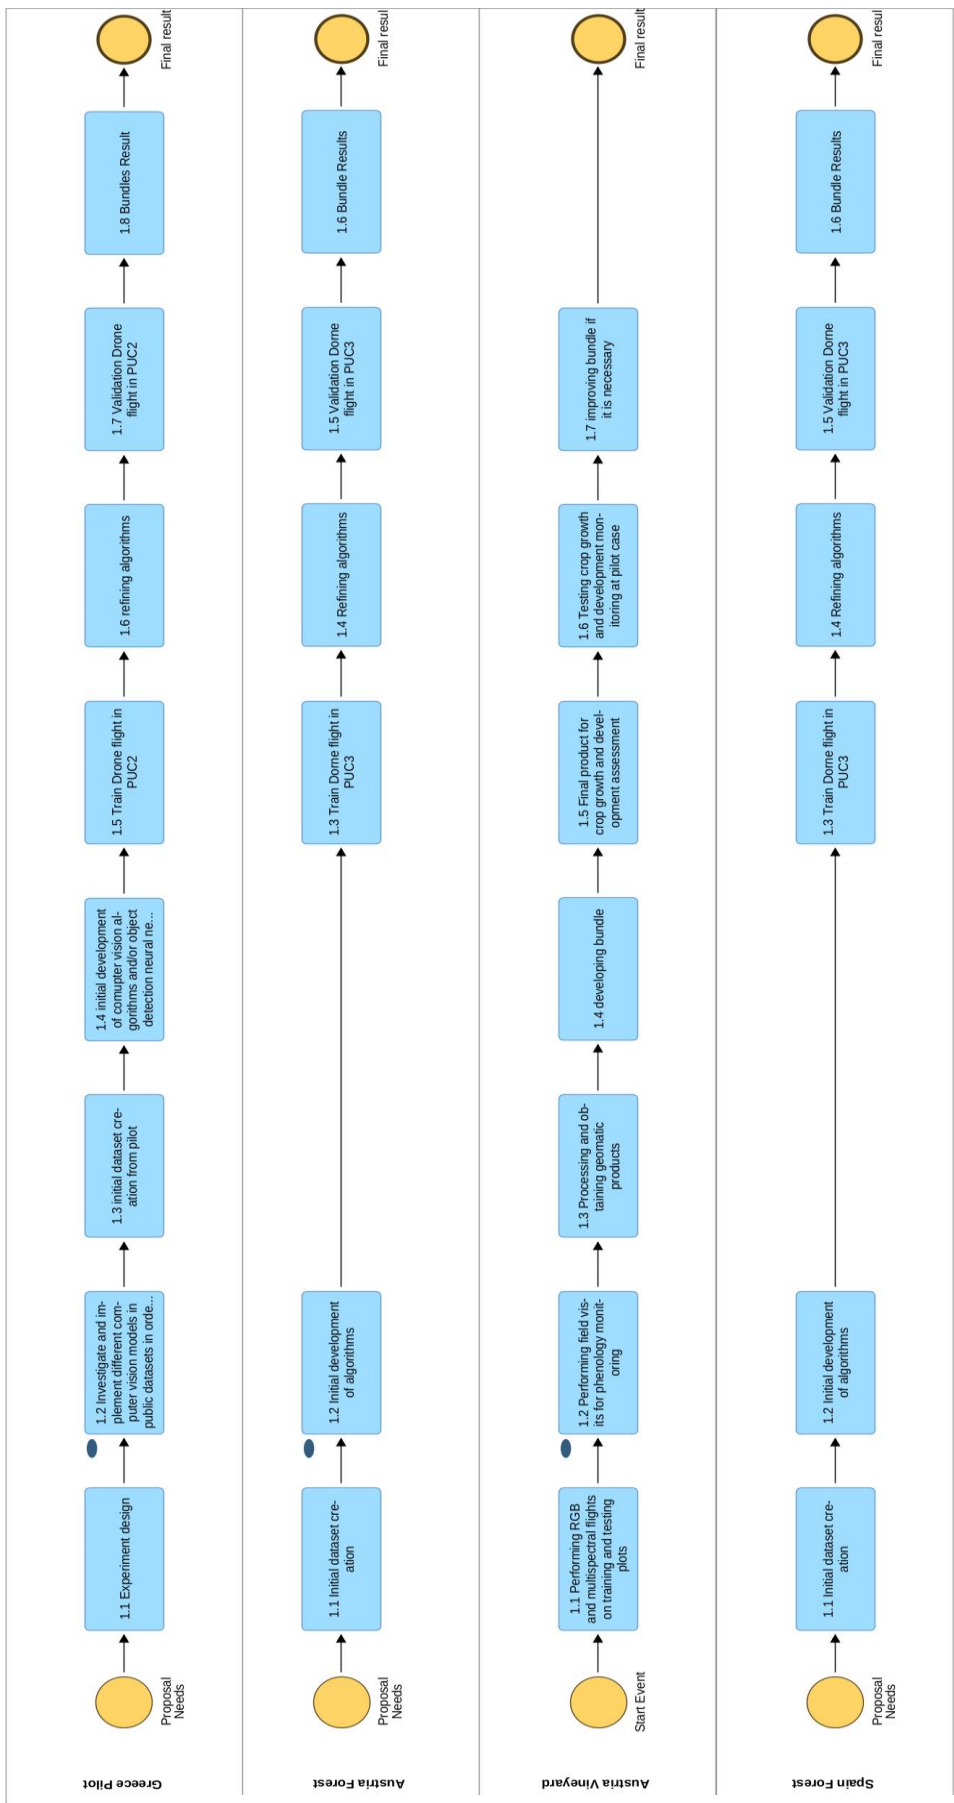 Greece Pilot
Proposal
Needs
1.1 Experiment design
1.2 Investigate and im-
plement different com-
puter vision models in
public datasets in orde...
1.3 initial dataset cre-
ation from pilot
1.4 initial development
of comupter vision al-
gorithms and/or object
detection neural ne...
1.5 Train Drone flight in
PUC2
1.6 refining algorithms
1.7 Validation Drone
flight in PUC2
1.8 Bundles Result
Final result
Austria Forest
Proposal
Needs
1.1 Initial dataset cre-
ation
1.2 Initial development
of algorithms
1.3 Train Dorne flight in
PUC3
1.4 Refining algorithms
1.5 Validation Dorne
flight in PUC3
1.6 Bundle Results
Final resul
Austria Vineyard
Start Event
1.1 Performing RGB
and multispectral flights
on training and testing
plots
1.2 Performing field vis-
its for phenology monit-
oring
1.3 Processing and ob-
taining geomatic
products
1.4 developing bundle
1.5 Final product for
crop growth and devel-
opment assessment
1.6 Testing crop growth
and development mon-
itoring at pilot case
1.7 improving bundle if
it is necessary
Final result
Spain Forest
Proposal
Needs
1.1 Initial dataset cre-
ation
1.2 Initial development
of algorithms
1.3 Train Dorne flight in
PUC3
1.4 Refining algorithms
1.5 Validation Dorne
flight in PUC3
1.6 Bundle Results
Final resul